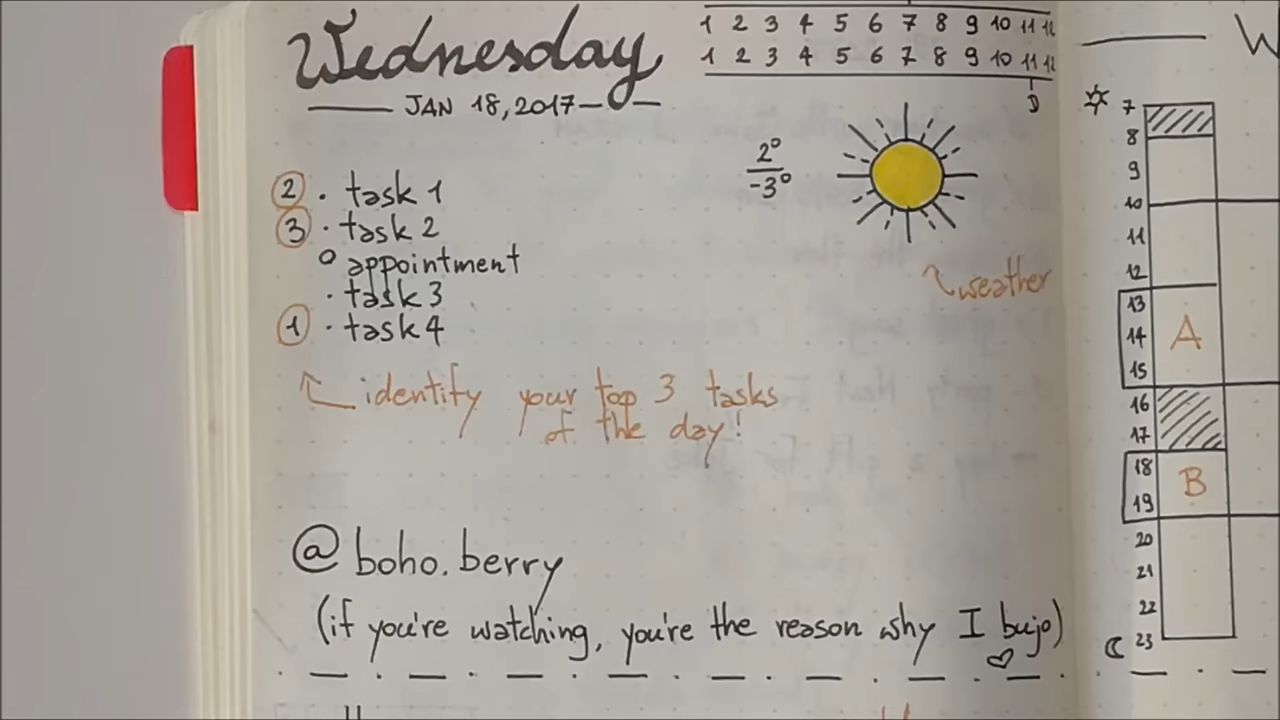 Wednesday
JAN 18, 2017
1 2 3 4 5 6 7 8 9 10 11 12
1 2 3 4 5 6 7 8 9 10 11 12
D
2°
-3°
weather
② · task 1
③ · task 2
o appointment
· task 3
① · task 4
identify your top 3 tasks
of the day!
@boho.berry
(if you're watching, you're the reason why I bujo)
7
8
9
10
11
12
13
14
15
16
17
18
19
20
21
22
23
A
B